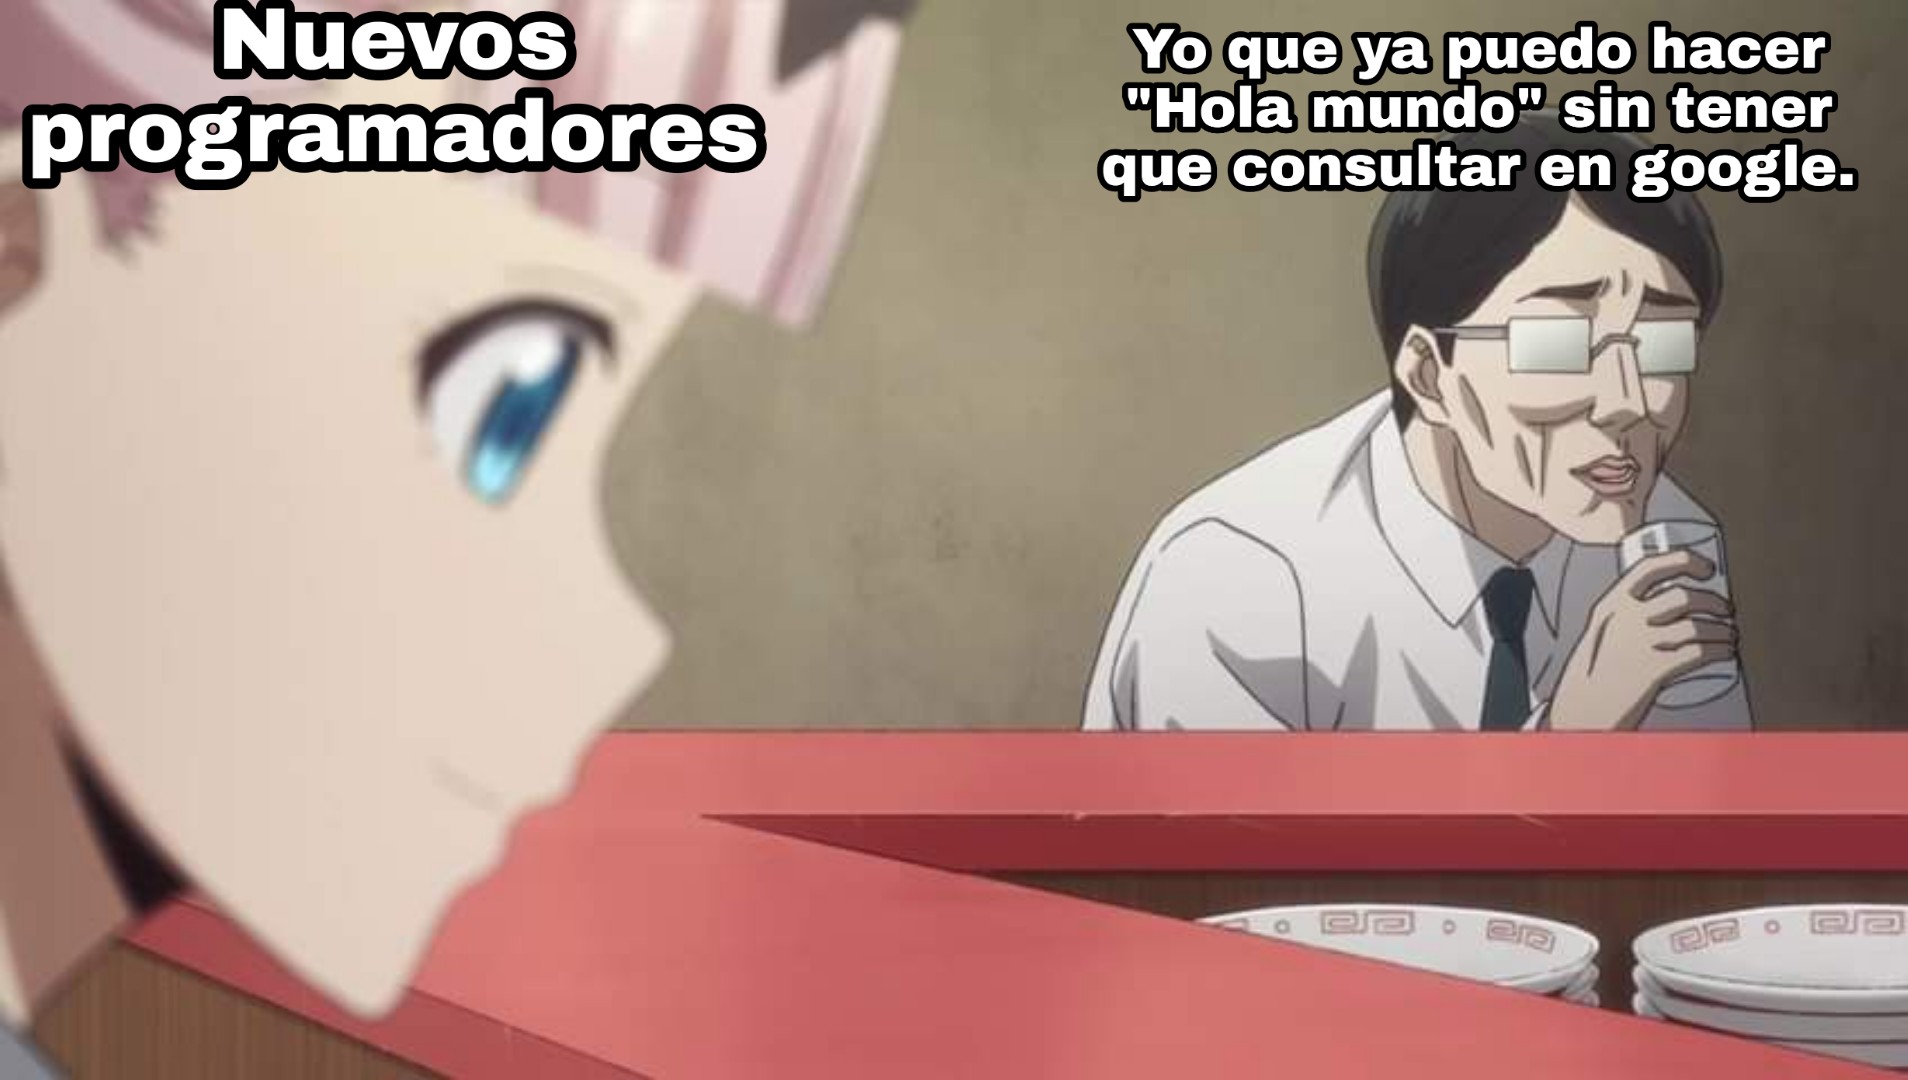 Nuevos
programadores
Yo que ya puedo hacer
"Hola mundo" sin tener
que consultar en google.